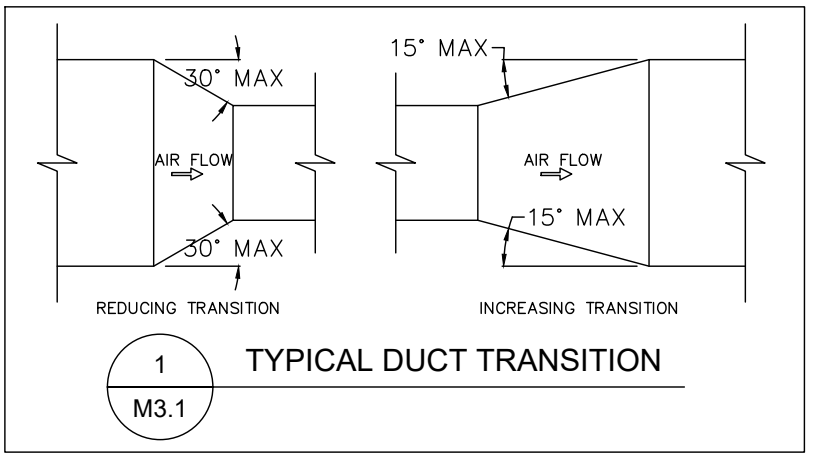 30° MAX
AIR FLOW
30° MAX
REDUCING TRANSITION
15° MAX
AIR FLOW
15° MAX
INCREASING TRANSITION
1
M3.1
TYPICAL DUCT TRANSITION